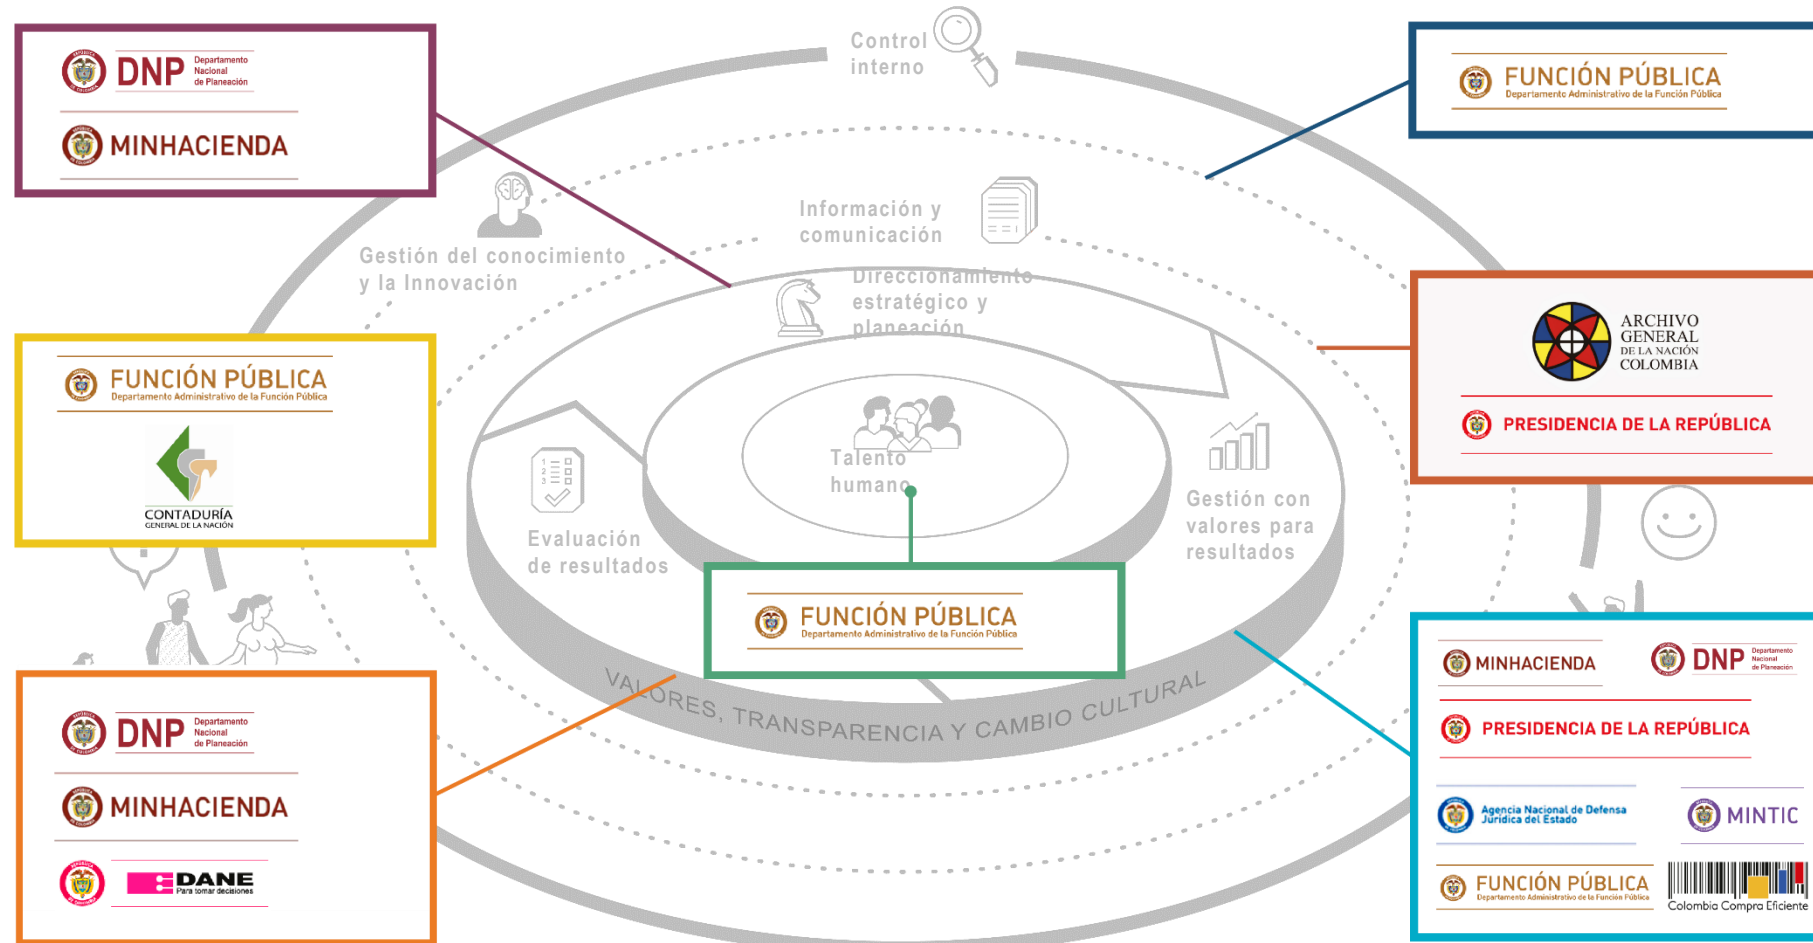 DNP Departamento
Nacional
de Planeación
MINHACIENDA
Control
interno
FUNCIÓN PÚBLICA
Departamento Administrativo de la Función Pública
Información y
comunicación
Gestión del conocimiento
y la Innovación
Direccionamiento
estratégico y
planeación
ARCHIVO
GENERAL
DE LA NACIÓN
COLOMBIA
PRESIDENCIA DE LA REPÚBLICA
FUNCIÓN PÚBLICA
Departamento Administrativo de la Función Pública
CONTADURÍA
GENERAL DE LA NACIÓN
Talento
humano
1
2
3
Evaluación
de resultados
Gestión con
valores para
resultados
FUNCIÓN PÚBLICA
Departamento Administrativo de la Función Pública
VALORES, TRANSPARENCIA Y CAMBIO CULTURAL
DNP Departamento
Nacional
de Planeación
MINHACIENDA
DANE
Para tomar decisiones
MINHACIENDA
DNP Departamento
Nacional
de Planeación
PRESIDENCIA DE LA REPÚBLICA
Agencia Nacional de Defensa
Jurídica del Estado
MINTIC
FUNCIÓN PÚBLICA
Departamento Administrativo de la Función Pública
Colombia Compra Eficiente